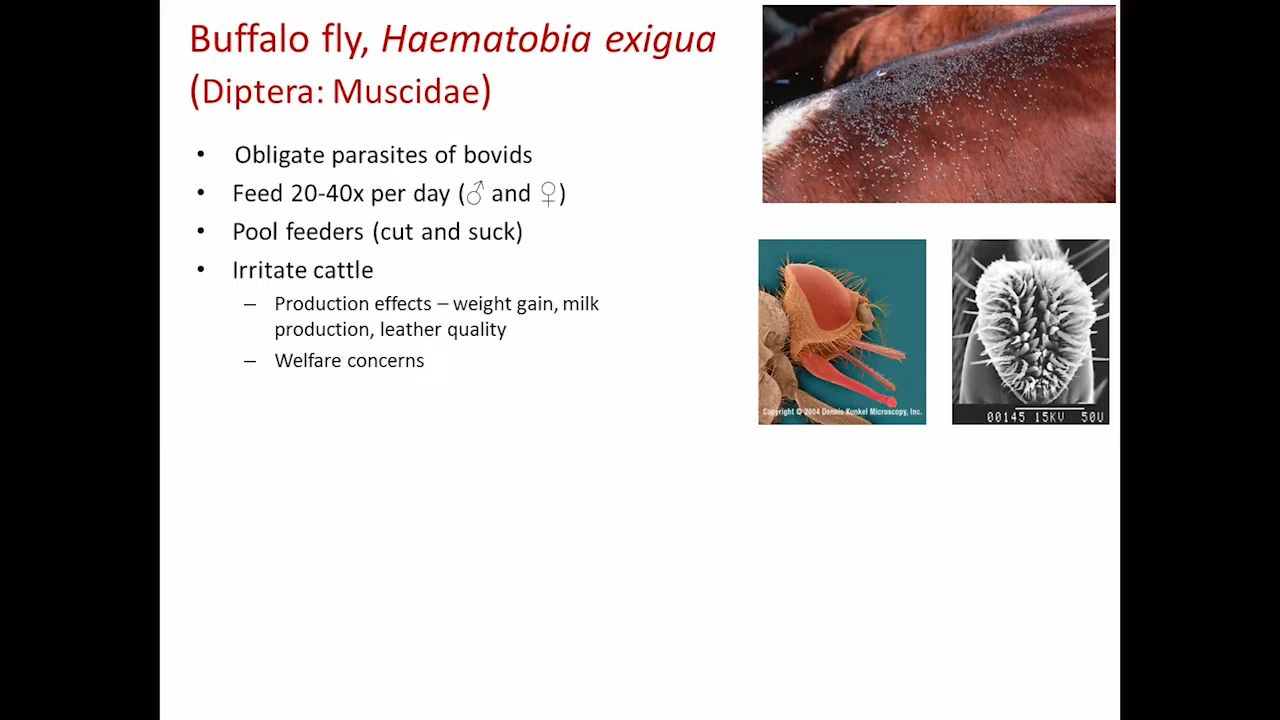 Buffalo fly, Haematobia exigua
(Diptera: Muscidae)
• Obligate parasites of bovids
• Feed 20-40x per day (♂ and ♀)
• Pool feeders (cut and suck)
• Irritate cattle
– Production effects – weight gain, milk
production, leather quality
– Welfare concerns
Copyright © 2004 Dennis Kunkel Microscopy, Inc.
00145 15KV 50U